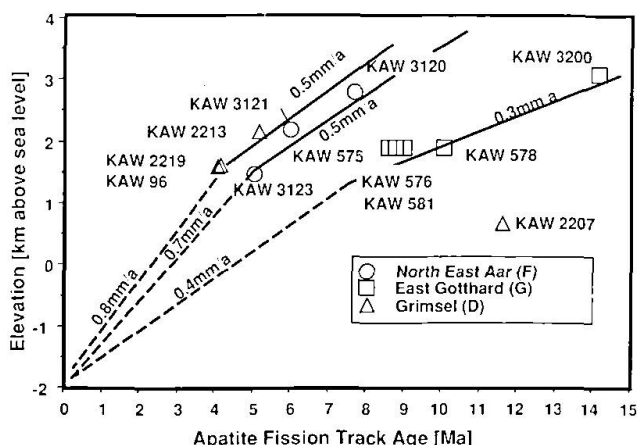 4
3
2
1
0
-1
-2
Elevation [km above sea level]
0.5mm/a
KAW 3120
KAW 3200
KAW 3121
KAW 2213
0.5mm/a
0.3mm/a
KAW 2219
KAW 96
KAW 575
KAW 578
KAW 3123
KAW 576
KAW 581
KAW 2207
0.8mm/a
0.7mm/a
0.4mm/a
North East Aar (F)
East Gotthard (G)
Grimsel (D)
0 1 2 3 4 5 6 7 8 9 10 11 12 13 14 15
Apatite Fission Track Age [Ma]